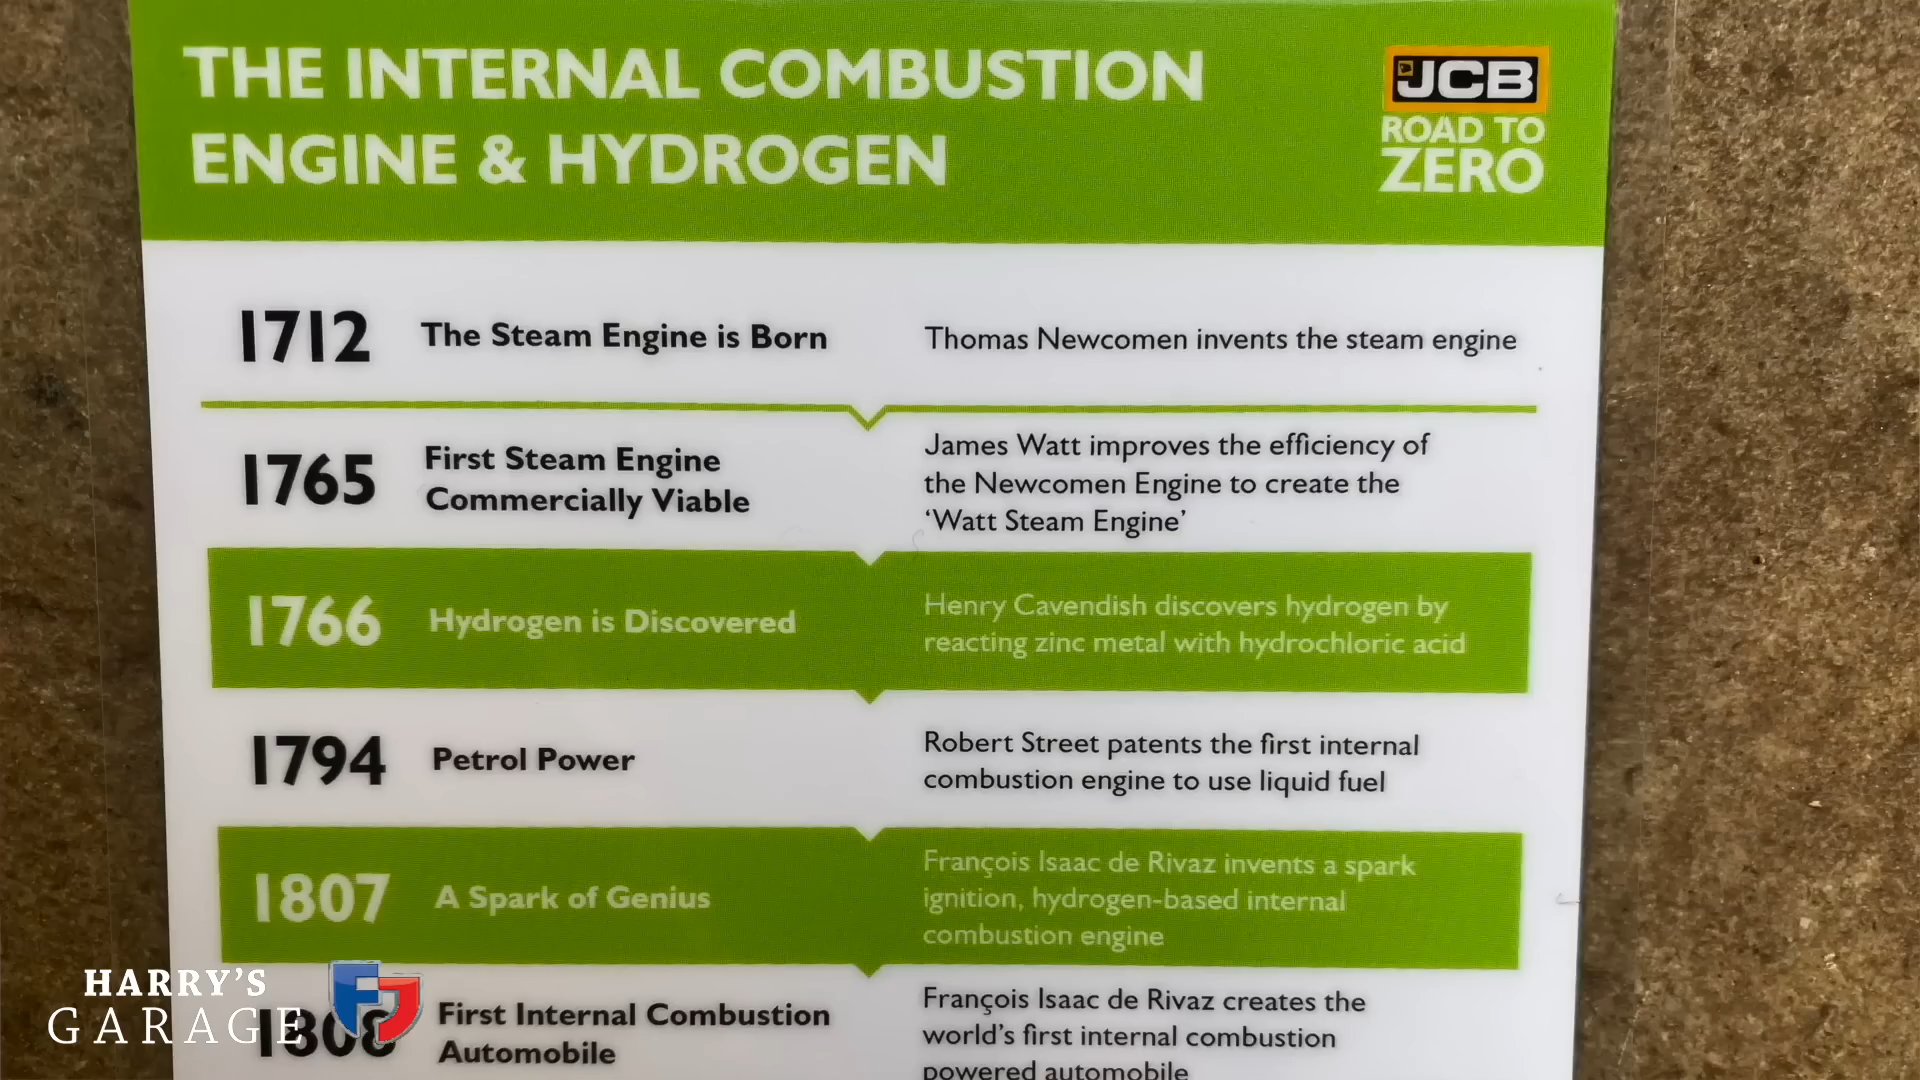 THE INTERNAL COMBUSTION
ENGINE & HYDROGEN
JCB
ROAD TO
ZERO
1712
The Steam Engine is Born
Thomas Newcomen invents the steam engine
1765
First Steam Engine
Commercially Viable
James Watt improves the efficiency of
the Newcomen Engine to create the
‘Watt Steam Engine’
1766
Hydrogen is Discovered
Henry Cavendish discovers hydrogen by
reacting zinc metal with hydrochloric acid
1794
Petrol Power
Robert Street patents the first internal
combustion engine to use liquid fuel
1807
A Spark of Genius
François Isaac de Rivaz invents a spark
ignition, hydrogen-based internal
combustion engine
1808
First Internal Combustion
Automobile
François Isaac de Rivaz creates the
world’s first internal combustion
powered automobile
HARRY’S
GARAGE